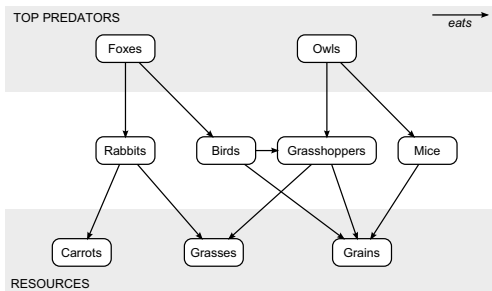 TOP PREDATORS
eats
Foxes
Owls
Rabbits
Birds
Grasshoppers
Mice
Carrots
Grasses
Grains
RESOURCES